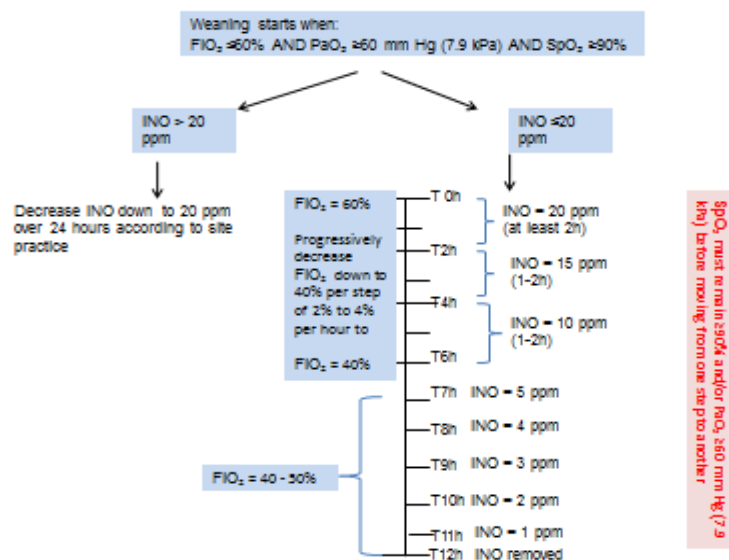 Weaning starts when:
FIO₂ ≤60% AND PaO₂ ≥60 mm Hg (7.9 kPa) AND SpO₂ ≥90%
INO > 20
ppm
INO ≤20
ppm
Decrease INO down to 20 ppm
over 24 hours according to site
practice
FIO₂ = 60%
Progressively
decrease
FIO₂ down to
40% per step
of 2% to 4%
per hour to
FIO₂ = 40%
T 0h
INO = 20 ppm
(at least 2h)
T2h
INO = 15 ppm
(1-2h)
T4h
INO = 10 ppm
(1-2h)
T6h
T7h INO = 5 ppm
T8h INO = 4 ppm
T9h INO = 3 ppm
T10h INO = 2 ppm
T11h INO = 1 ppm
T12h INO removed
FIO₂ = 40 - 50%
SpO₂ must remain ≥90% and/or PaO₂ ≥60 mm Hg (7.9
kPa) before moving from one step to another